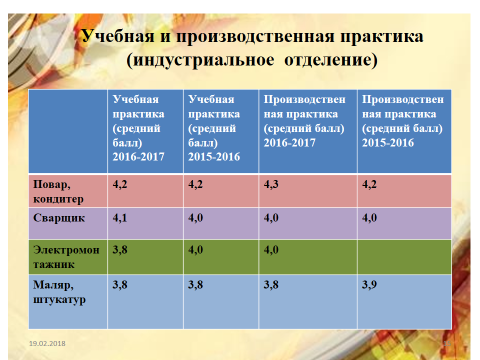 Учебная и производственная практика
(индустриальное отделение)
Учебная
практика
(средний
балл)
2016-2017
Учебная
практика
(средний
балл)
2015-2016
Производствен
ная практика
(средний балл)
2016-2017
Производствен
ная практика
(средний балл)
2015-2016
Повар,
кондитер
4,2
4,2
4,3
4,2
Сварщик
4,1
4,0
4,0
4,0
Электромон
тажник
3,8
4,0
4,0
Маляр,
штукатур
3,8
3,8
3,8
3,9
19.02.2018